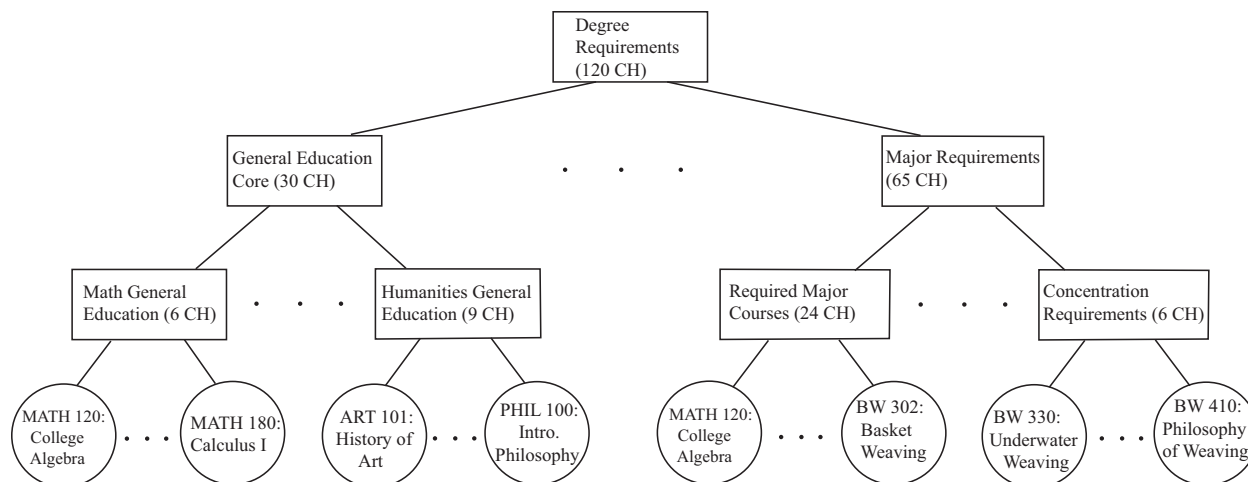 Degree
Requirements
(120 CH)
General Education
Core (30 CH)
. . .
Major Requirements
(65 CH)
Math General
Education (6 CH)
. . .
Humanities General
Education (9 CH)
Required Major
Courses (24 CH)
. . .
Concentration
Requirements (6 CH)
MATH 120:
College
Algebra
. . .
MATH 180:
Calculus I
ART 101:
History of
Art
. . .
PHIL 100:
Intro.
Philosophy
MATH 120:
College
Algebra
. . .
BW 302:
Basket
Weaving
BW 330:
Underwater
Weaving
. . .
BW 410:
Philosophy
of Weaving